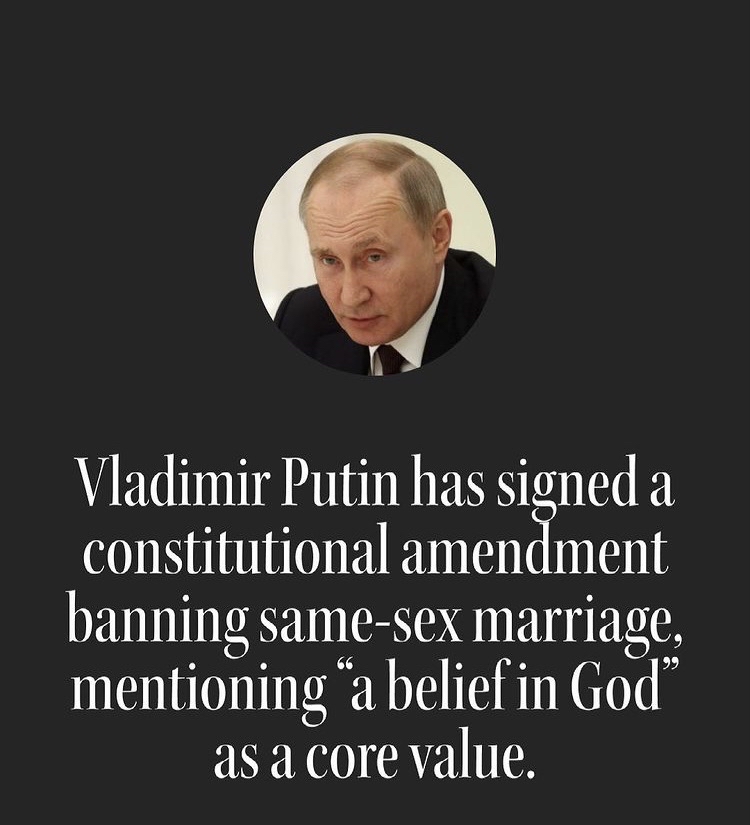 Vladimir Putin has signed a
constitutional amendment
banning same-sex marriage,
mentioning “a belief in God”
as a core value.